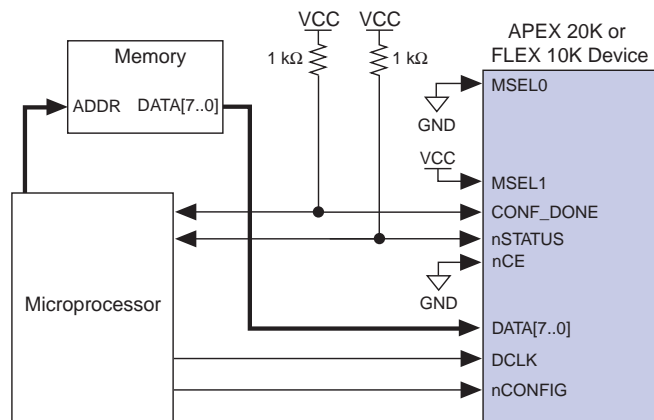 VCC VCC
1 kΩ 1 kΩ
APEX 20K or
FLEX 10K Device
Memory
ADDR DATA[7..0]
MSEL0
GND
VCC
MSEL1
CONF_DONE
nSTATUS
nCE
GND
Microprocessor
DATA[7..0]
DCLK
nCONFIG